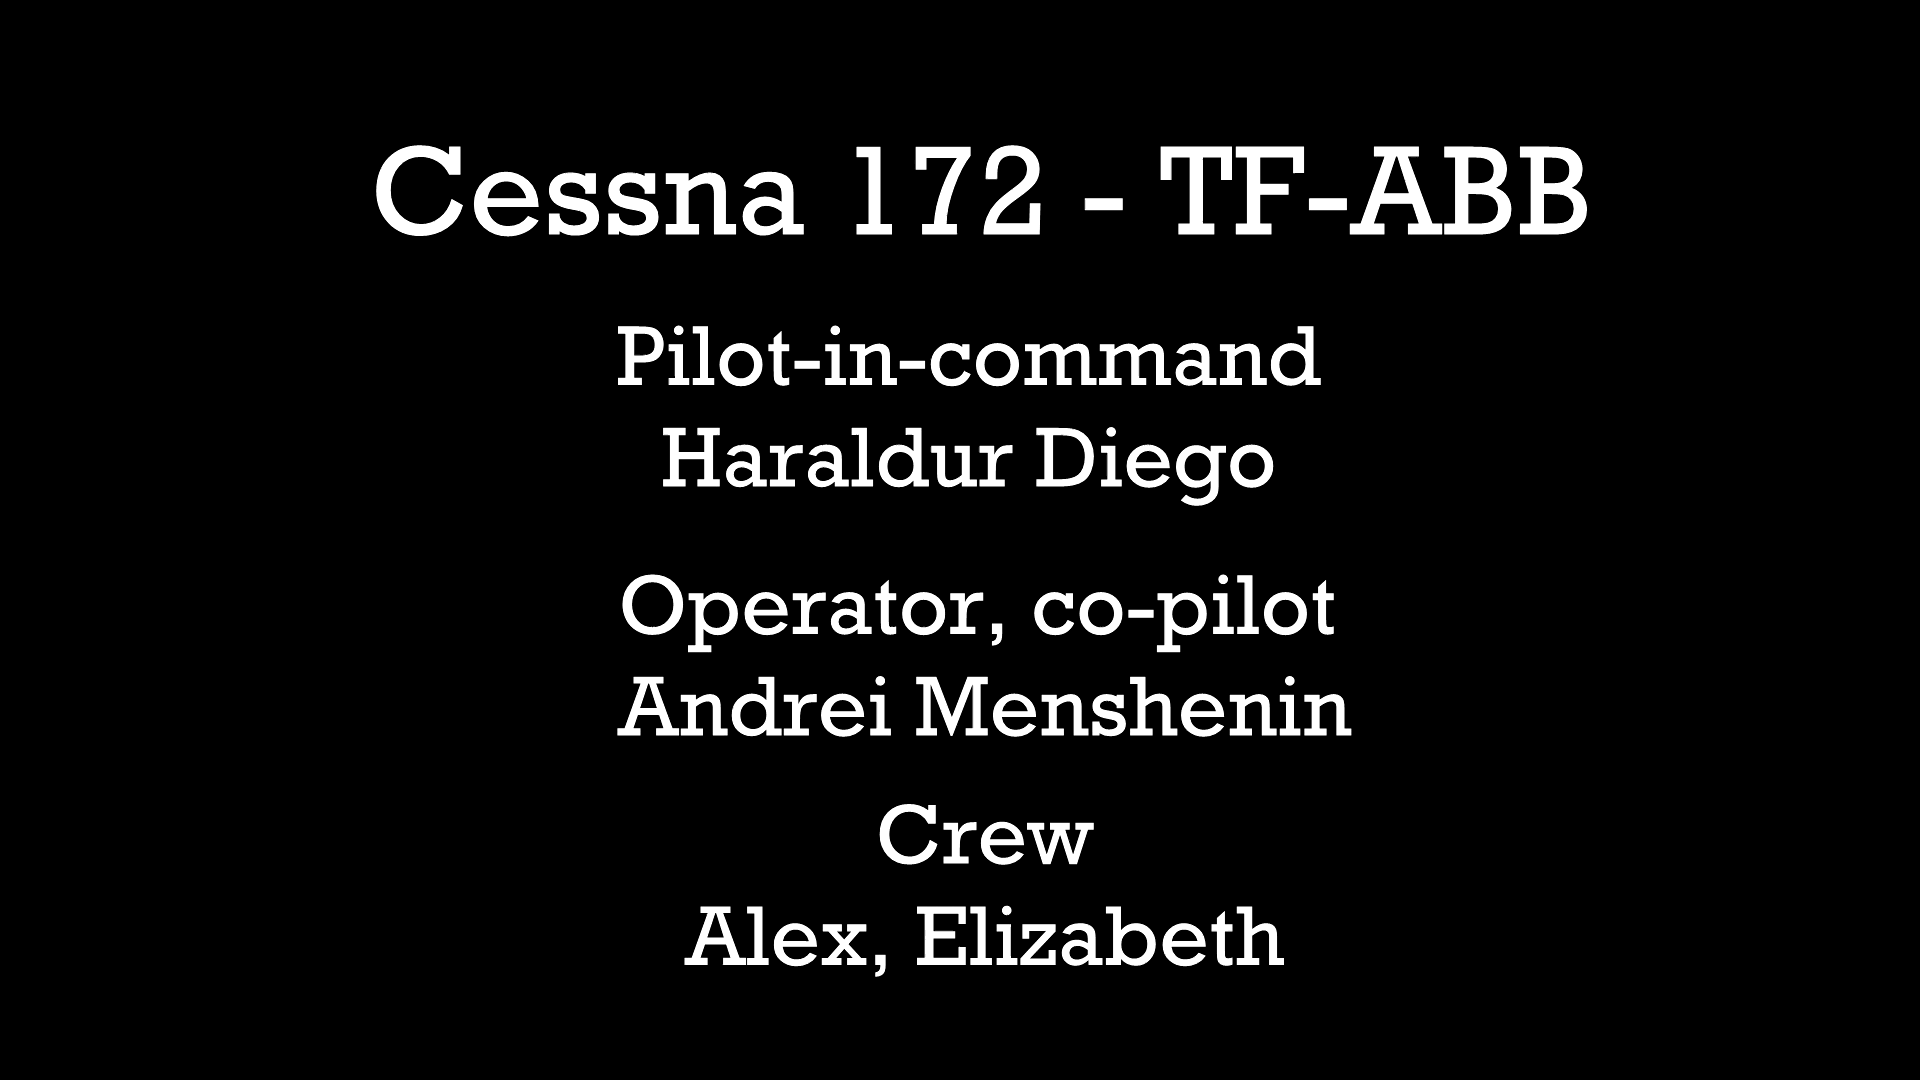 Cessna 172 - TF-ABB
Pilot-in-command
Haraldur Diego
Operator, co-pilot
Andrei Menshenin
Crew
Alex, Elizabeth